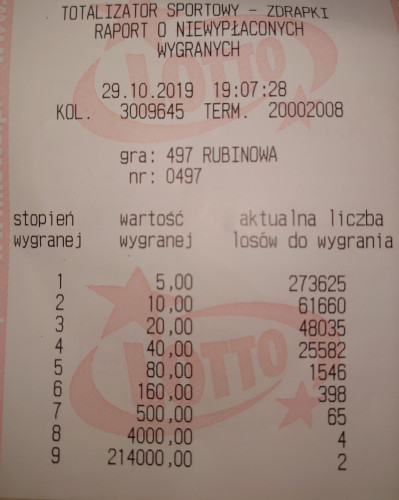 TOTALIZATOR SPORTOWY - ZDRAPKI
RAPORT O NIEWYPŁACONYCH
WYGRANYCH
29.10.2019 19:07:28
KOL. 3009645 TERM. 20002008
gra: 497 RUBINOWA
nr: 0497
stopień wartość aktualna liczba
wygranej wygranej losów do wygrania
1 5,00 273625
2 10,00 61660
3 20,00 48035
4 40,00 25582
5 80,00 1546
6 160,00 398
7 500,00 65
8 4000,00 4
9 214000,00 2
LOTTO
LOTTO